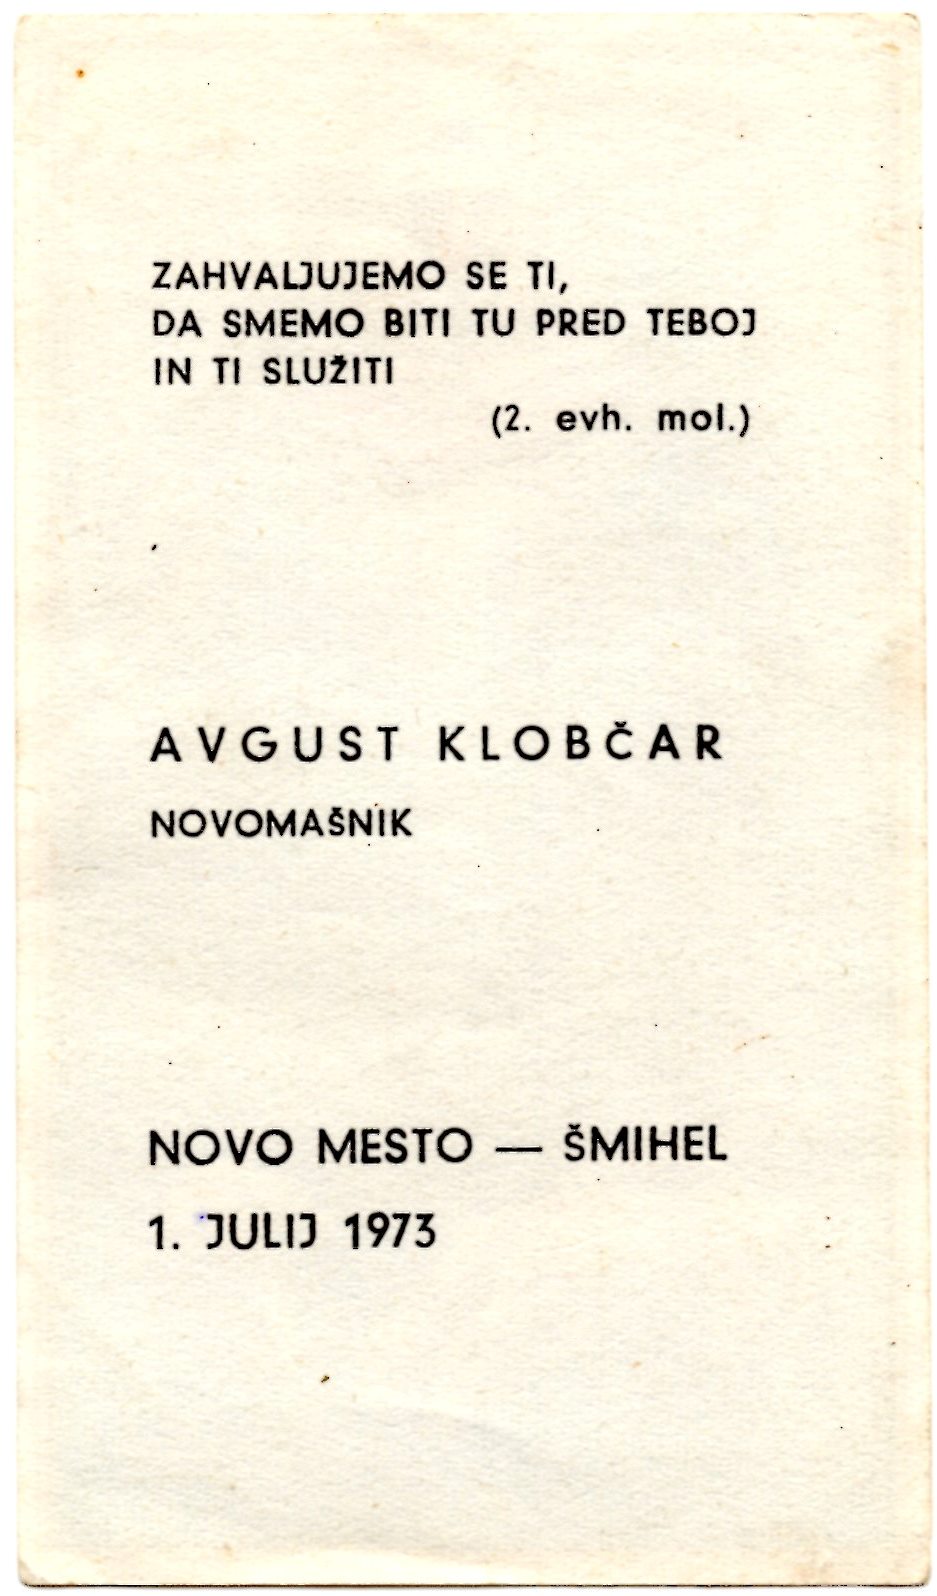 ZAHVALJUJEMO SE TI,
DA SMEMO BITI TU PRED TEBOJ
IN TI SLUŽITI
(2. evh. mol.)
AVGUST KLOBČAR
NOVOMAŠNIK
NOVO MESTO — ŠMIHEL
1. JULIJ 1973